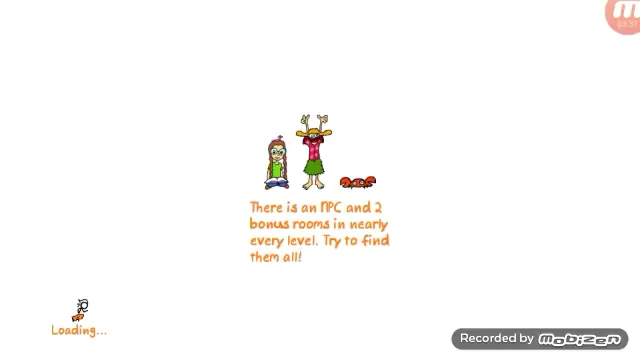 There is an NPC and 2
bonus rooms in nearly
every level. Try to find
them all!
Loading...
Recorded by mobizen